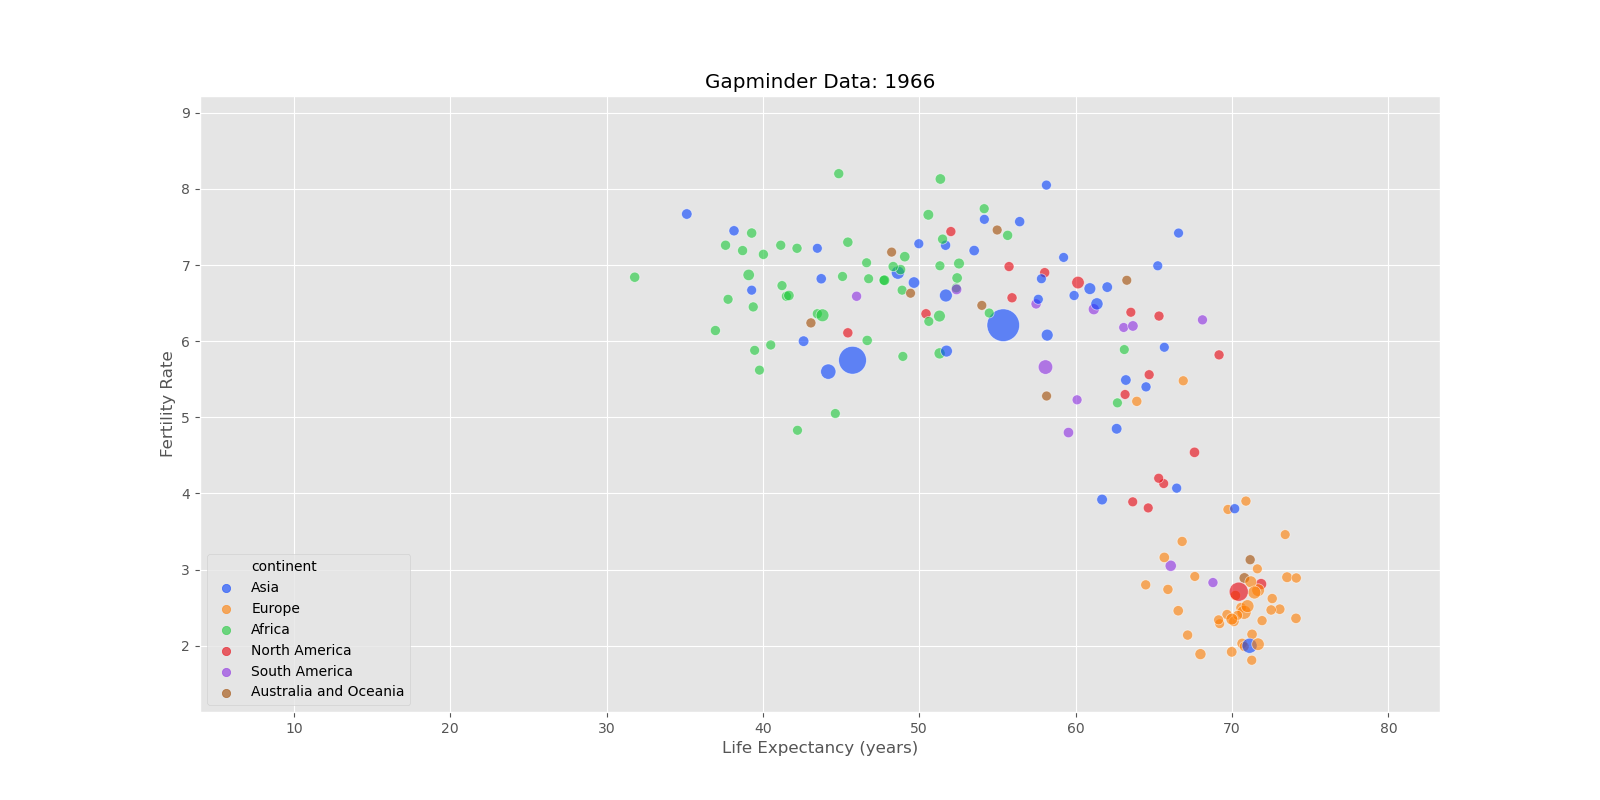 Gapminder Data: 1966
9
8
7
6
5
4
3
2
Fertility Rate
continent
Asia
Europe
Africa
North America
South America
Australia and Oceania
10 20 30 40 50 60 70 80
Life Expectancy (years)